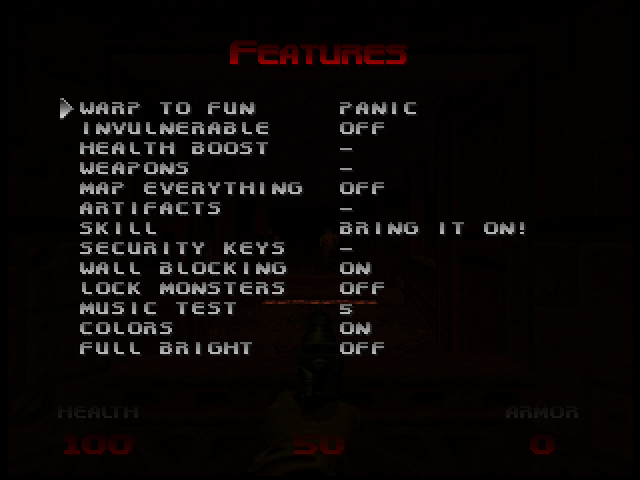 FEATURES
WARP TO FUN PANIC
INVULNERABLE OFF
HEALTH BOOST -
WEAPONS -
MAP EVERYTHING OFF
ARTIFACTS -
SKILL BRING IT ON!
SECURITY KEYS -
WALL BLOCKING ON
LOCK MONSTERS OFF
MUSIC TEST 5
COLORS ON
FULL BRIGHT OFF
HEALTH ARMOR
100 50 0